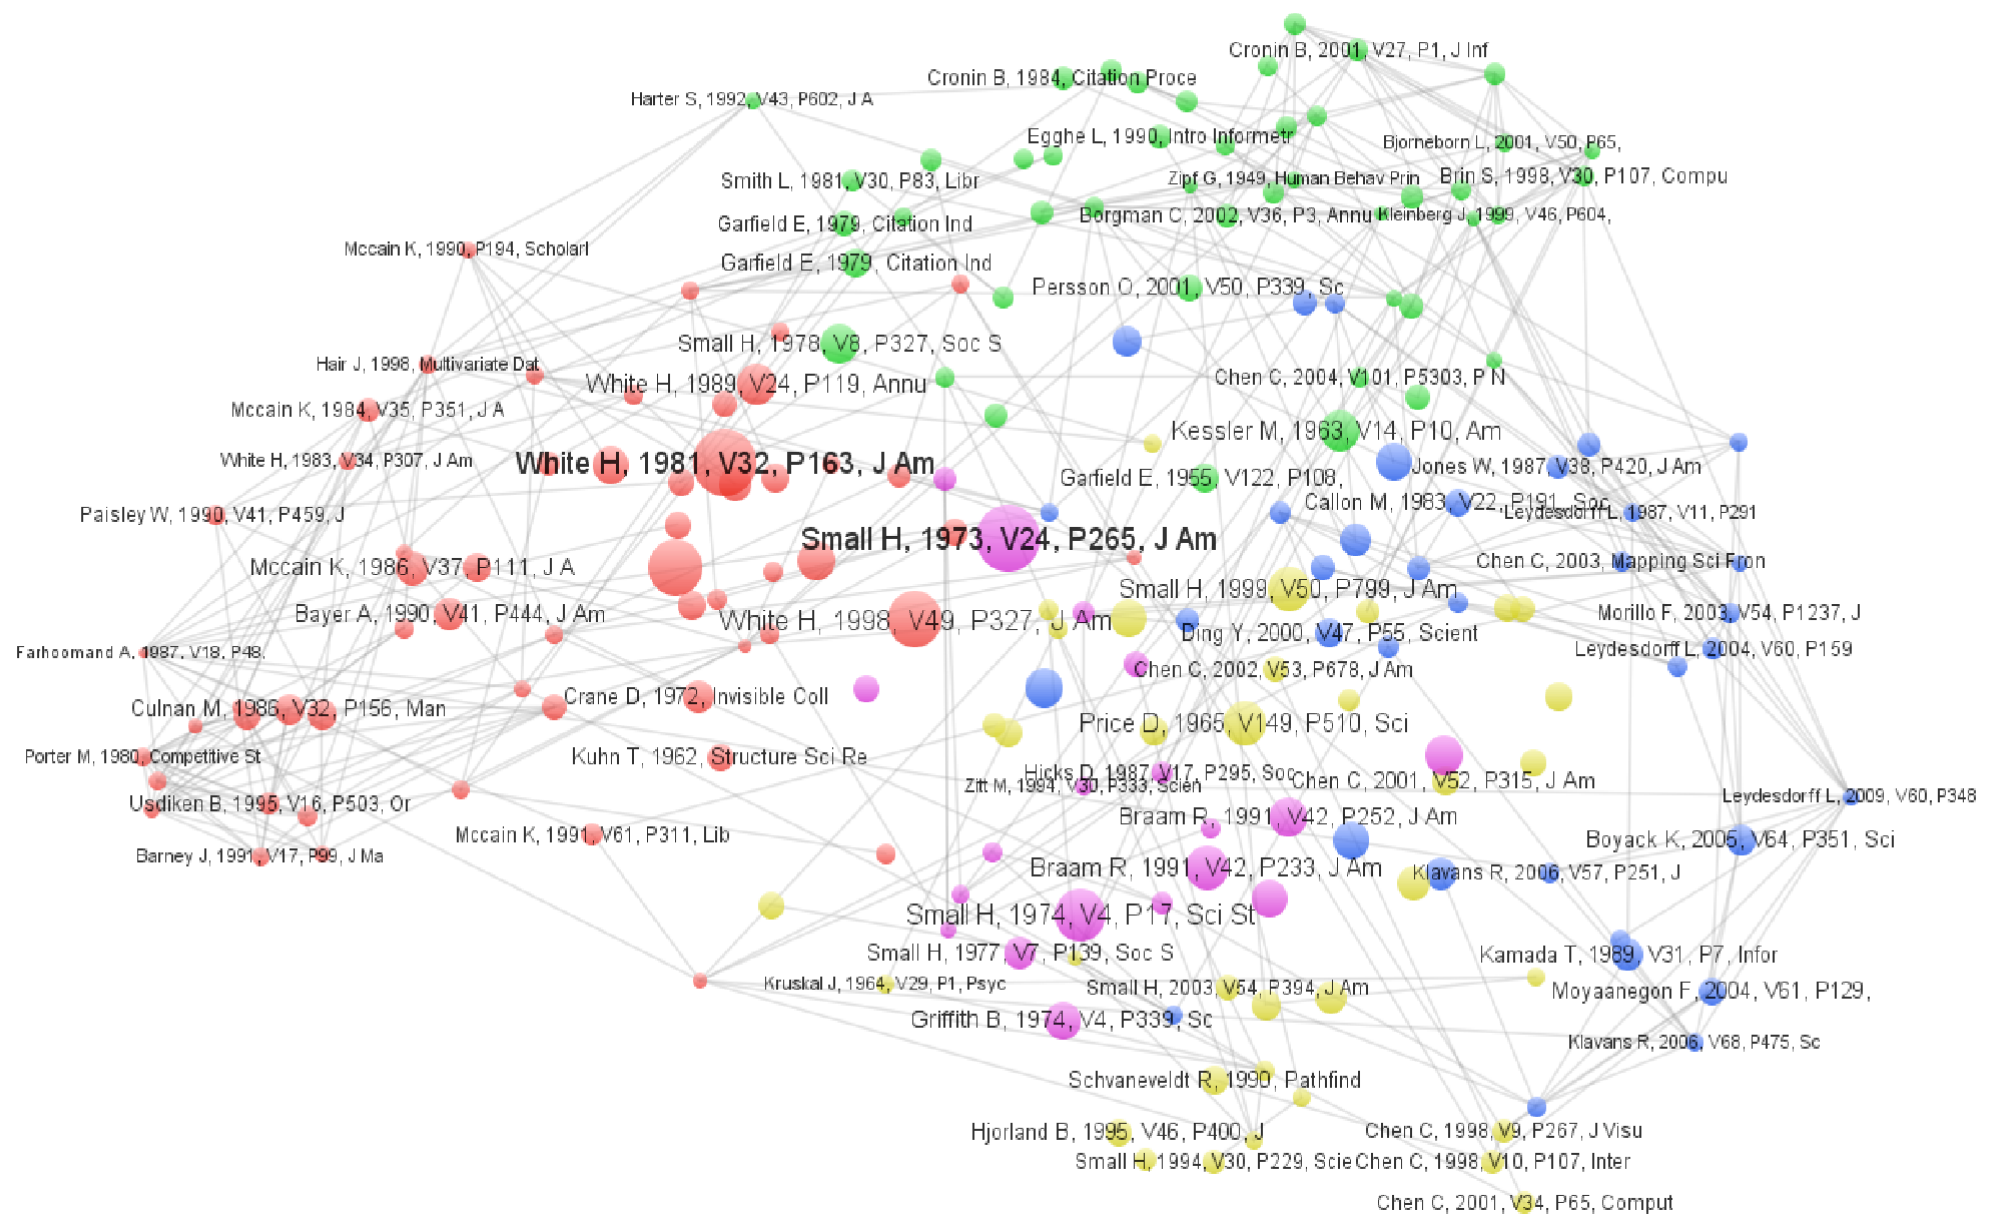 Cronin B, 2001, V27, P1, J Inf
Cronin B, 1984, Citation Proce
Harter S, 1992, V43, P602, J A
Egghe L, 1990, Intro Informetr
Bjorneborn L, 2001, V50, P65,
Smith L, 1981, V30, P83, Libr
Zipf G, 1949, Human Behav Prin
Brin S, 1998, V30, P107, Compu
Garfield E, 1979, Citation Ind
Borgman C, 2002, V36, P3, Annu
Kleinberg J, 1999, V46, P604,
Mccain K, 1990, P194, Scholarl
Garfield E, 1979, Citation Ind
Persson O, 2001, V50, P339, Sc
Small H, 1978, V8, P327, Soc S
Hair J, 1998, Multivariate Dat
White H, 1989, V24, P119, Annu
Chen C, 2004, V101, P5303, P N
Mccain K, 1984, V35, P351, J A
Kessler M, 1963, V14, P10, Am
White H, 1983, V34, P307, J Am
White H, 1981, V32, P163, J Am
Jones W, 1987, V38, P420, J Am
Garfield E, 1955, V122, P108,
Callon M, 1983, V22, P191, Soc
Leydesdorff L, 1987, V11, P291
Paisley W, 1990, V41, P459, J
Small H, 1973, V24, P265, J Am
Chen C, 2003, Mapping Sci Fron
Mccain K, 1986, V37, P111, J A
Small H, 1999, V50, P799, J Am
Bayer A, 1990, V41, P444, J Am
White H, 1998, V49, P327, J Am
Morillo F, 2003, V54, P1237, J
Ding Y, 2000, V47, P55, Scient
Farhoomand A, 1987, V18, P48,
Leydesdorff L, 2004, V60, P159
Chen C, 2002, V53, P678, J Am
Crane D, 1972, Invisible Coll
Culnan M, 1986, V32, P156, Man
Price D, 1965, V149, P510, Sci
Porter M, 1980, Competitive St
Kuhn T, 1962, Structure Sci Re
Hicks D, 1987, V17, P295, Soc
Zitt M, 1994, V30, P333, Scien
Chen C, 2001, V52, P315, J Am
Leydesdorff L, 2009, V60, P348
Usdiken B, 1995, V16, P503, Or
Braam R, 1991, V42, P252, J Am
Mccain K, 1991, V61, P311, Lib
Boyack K, 2005, V64, P351, Sci
Barney J, 1991, V17, P99, J Ma
Braam R, 1991, V42, P233, J Am
Klavans R, 2006, V57, P251, J
Small H, 1974, V4, P17, Sci St
Small H, 1977, V7, P139, Soc S
Kamada T, 1989, V31, P7, Infor
Kruskal J, 1964, V29, P1, Psyc
Small H, 2003, V54, P394, J Am
Moyaanegon F, 2004, V61, P129,
Griffith B, 1974, V4, P339, Sc
Klavans R, 2006, V68, P475, Sc
Schvaneveldt R, 1990, Pathfind
Hjorland B, 1995, V46, P400, J
Chen C, 1998, V9, P267, J Visu
Small H, 1994, V30, P229, Scie
Chen C, 1998, V10, P107, Inter
Chen C, 2001, V34, P65, Comput